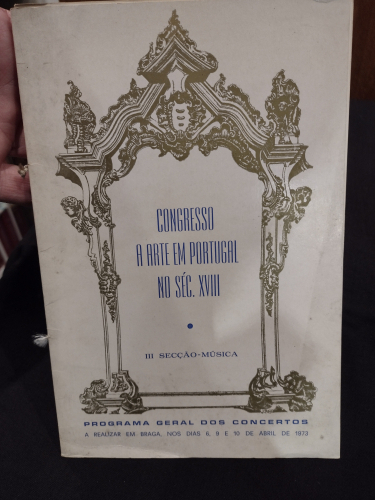 CONGRESSO
A ARTE EM PORTUGAL
NO SÉC. XVIII
•
III SECÇÃO-MÚSICA
PROGRAMA GERAL DOS CONCERTOS
A REALIZAR EM BRAGA, NOS DIAS 6, 9 E 10 DE ABRIL DE 1973